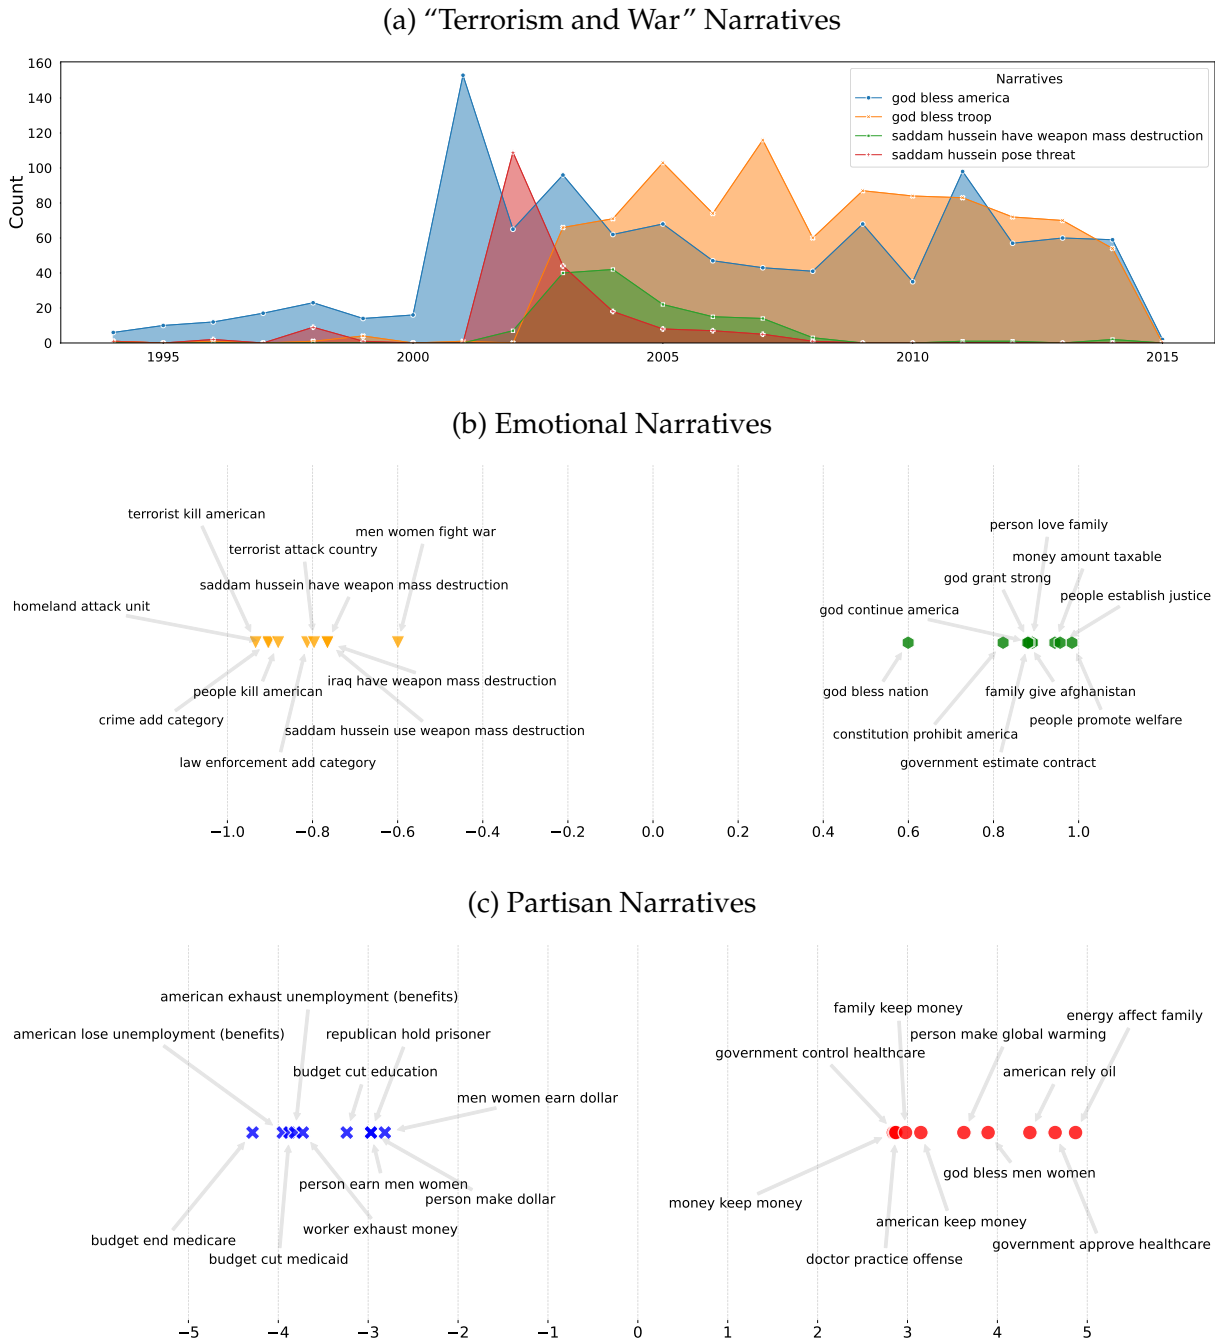 (a) “Terrorism and War” Narratives
Count
160
140
120
100
80
60
40
20
0
1995
2000
2005
2010
2015
Narratives
god bless america
god bless troop
saddam hussein have weapon mass destruction
saddam hussein pose threat
(b) Emotional Narratives
terrorist kill american
men women fight war
terrorist attack country
saddam hussein have weapon mass destruction
homeland attack unit
iraq have weapon mass destruction
people kill american
crime add category
saddam hussein use weapon mass destruction
law enforcement add category
person love family
money amount taxable
god grant strong
people establish justice
god continue america
god bless nation
family give afghanistan
people promote welfare
constitution prohibit america
government estimate contract
−1.0
−0.8
−0.6
−0.4
−0.2
0.0
0.2
0.4
0.6
0.8
1.0
(c) Partisan Narratives
american exhaust unemployment (benefits)
american lose unemployment (benefits)
republican hold prisoner
budget cut education
men women earn dollar
person earn men women
person make dollar
worker exhaust money
budget end medicare
budget cut medicaid
family keep money
energy affect family
person make global warming
government control healthcare
american rely oil
god bless men women
money keep money
american keep money
government approve healthcare
doctor practice offense
−5
−4
−3
−2
−1
0
1
2
3
4
5